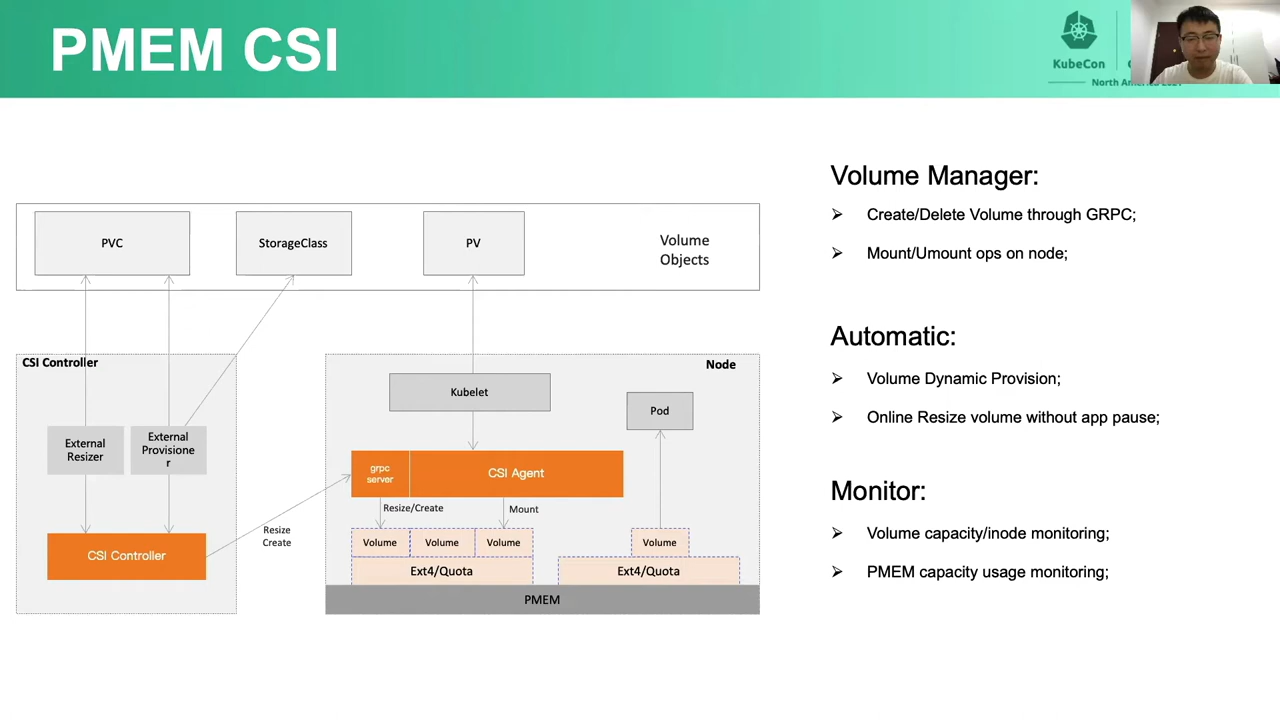 PMEM CSI
KubeCon
North America 2021
PVC
StorageClass
PV
Volume
Objects
CSI Controller
External
Resizer
External
Provisione
r
CSI Controller
Resize
Create
Node
Kubelet
Pod
grpc
server
CSI Agent
Resize/Create
Mount
Volume
Volume
Volume
Volume
Ext4/Quota
Ext4/Quota
PMEM
Volume Manager:
Create/Delete Volume through GRPC;
Mount/Umount ops on node;
Automatic:
Volume Dynamic Provision;
Online Resize volume without app pause;
Monitor:
Volume capacity/inode monitoring;
PMEM capacity usage monitoring;